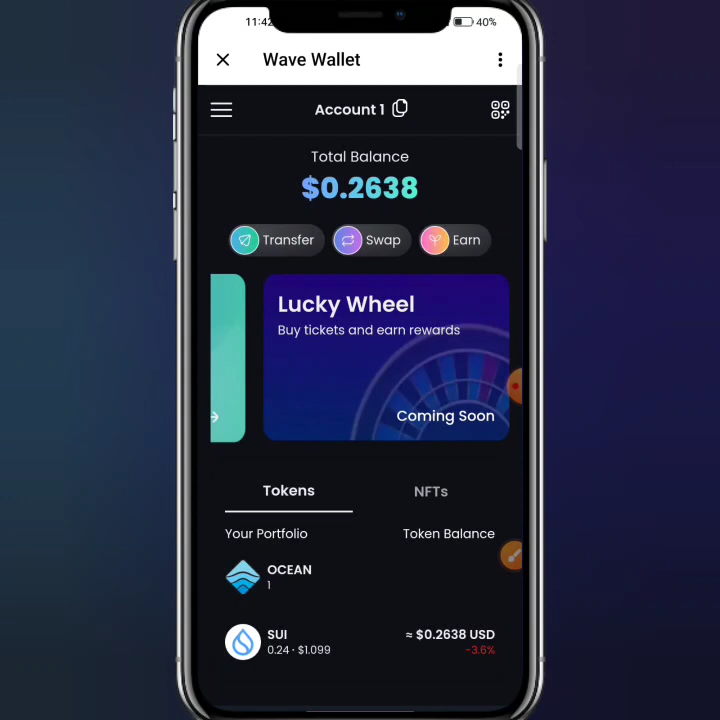 11:42
40%
Wave Wallet
Account 1
Total Balance
$0.2638
Transfer Swap Earn
Lucky Wheel
Buy tickets and earn rewards
Coming Soon
Tokens NFTs
Your Portfolio Token Balance
OCEAN
1
SUI ≈ $0.2638 USD
0.24 · $1.099 -3.6%